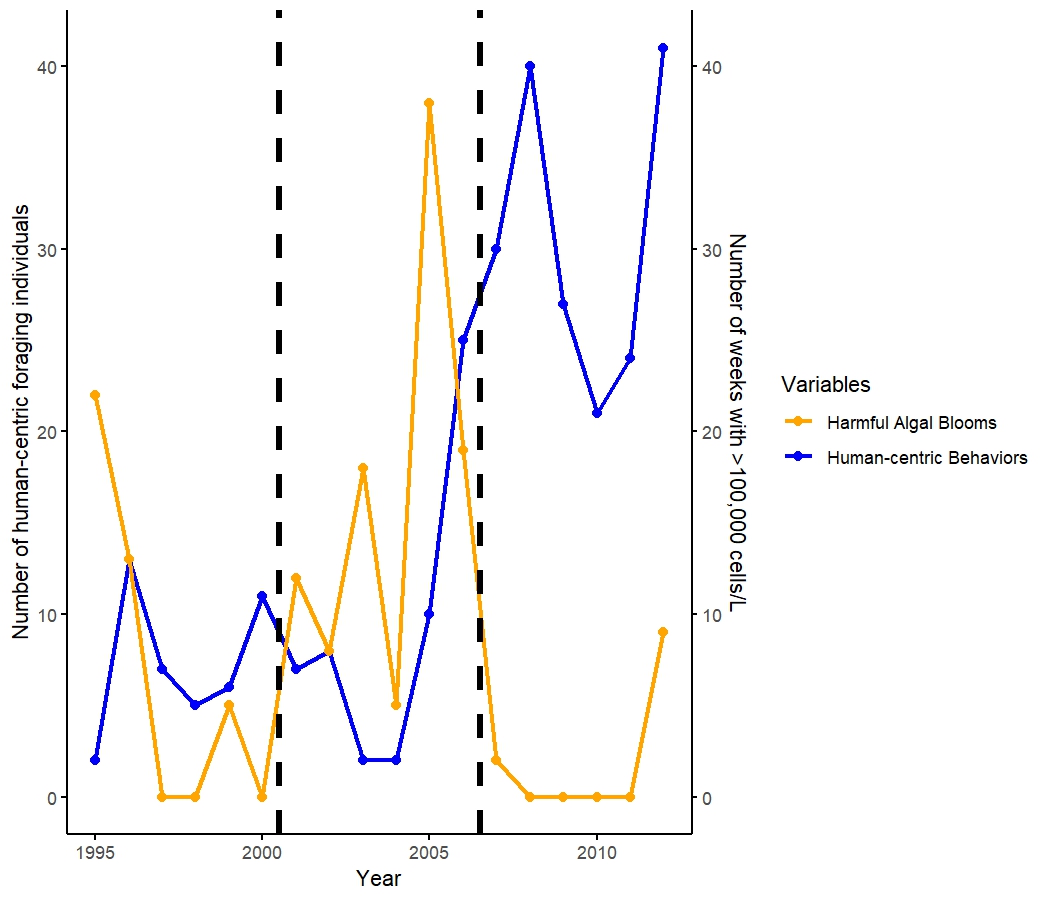 Number of human-centric foraging individuals
40
30
20
10
0
1995
2000
2005
2010
Year
40
30
20
10
0
Number of weeks with >100,000 cells/L
Variables
Harmful Algal Blooms
Human-centric Behaviors